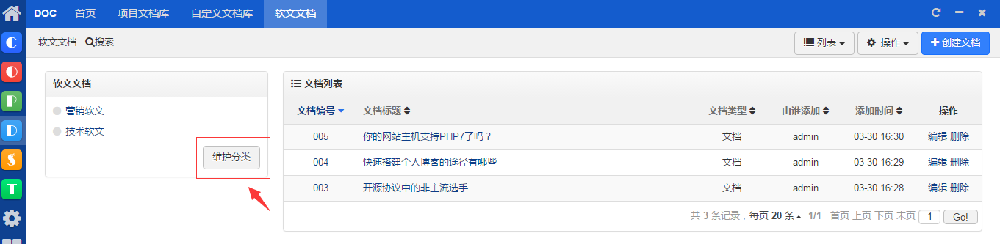 DOC 首页 项目文档库 自定义文档库 软文文档
软文文档 搜索 列表 操作 创建文档
软文文档
营销软文
技术软文
维护分类
文档列表
文档编号 文档标题 文档类型 由谁添加 添加时间 操作
005 你的网站主机支持PHP7了吗？ 文档 admin 03-30 16:30 编辑 删除
004 快速搭建个人博客的途径有哪些 文档 admin 03-30 16:29 编辑 删除
003 开源协议中的非主流选手 文档 admin 03-30 16:28 编辑 删除
共 3 条记录，每页 20 条 1/1 首页 上页 下页 末页 1 Go!